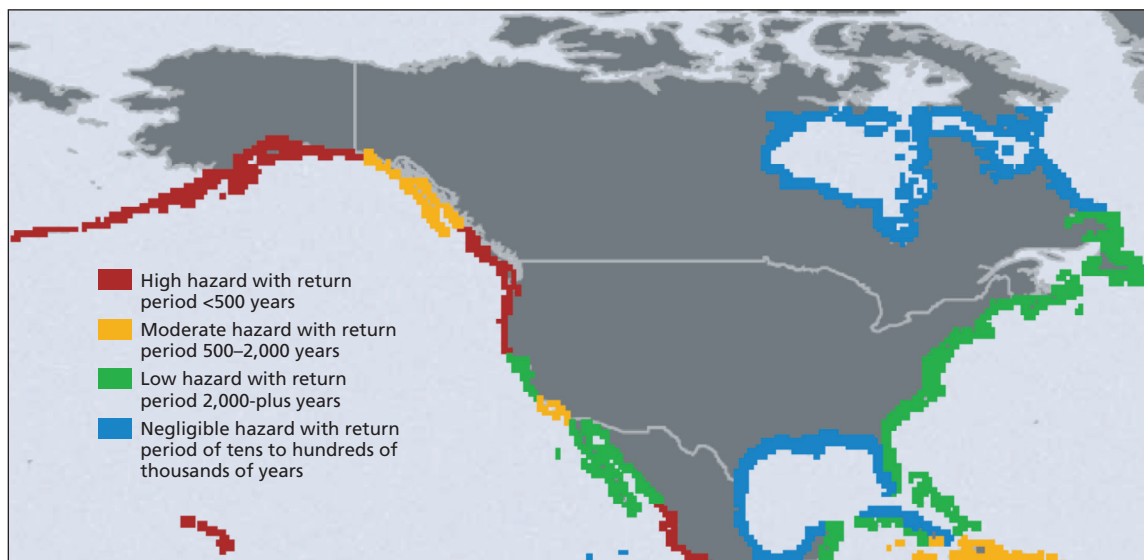 High hazard with return
period <500 years
Moderate hazard with return
period 500–2,000 years
Low hazard with return
period 2,000-plus years
Negligible hazard with return
period of tens to hundreds of
thousands of years